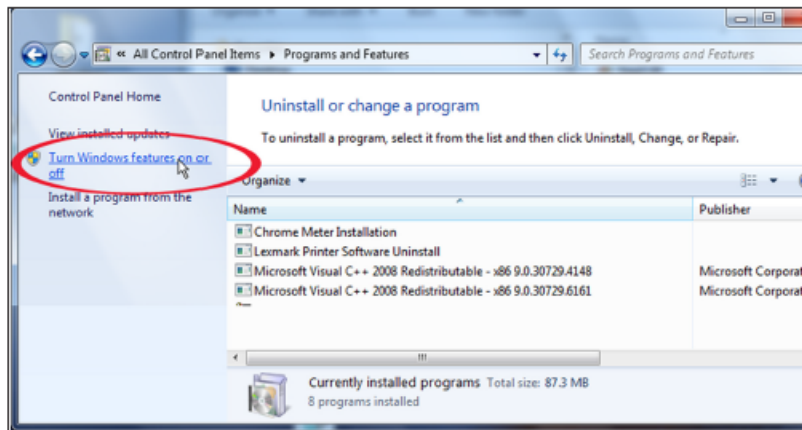 « All Control Panel Items ▸ Programs and Features
Search Programs and Features
Control Panel Home
View installed updates
Turn Windows features on or
off
Install a program from the
network
Uninstall or change a program
To uninstall a program, select it from the list and then click Uninstall, Change, or Repair.
Organize
Name
Publisher
Chrome Meter Installation
Lexmark Printer Software Uninstall
Microsoft Visual C++ 2008 Redistributable - x86 9.0.30729.4148
Microsoft Corporat
Microsoft Visual C++ 2008 Redistributable - x86 9.0.30729.6161
Microsoft Corporat
Currently installed programs Total size: 87.3 MB
8 programs installed